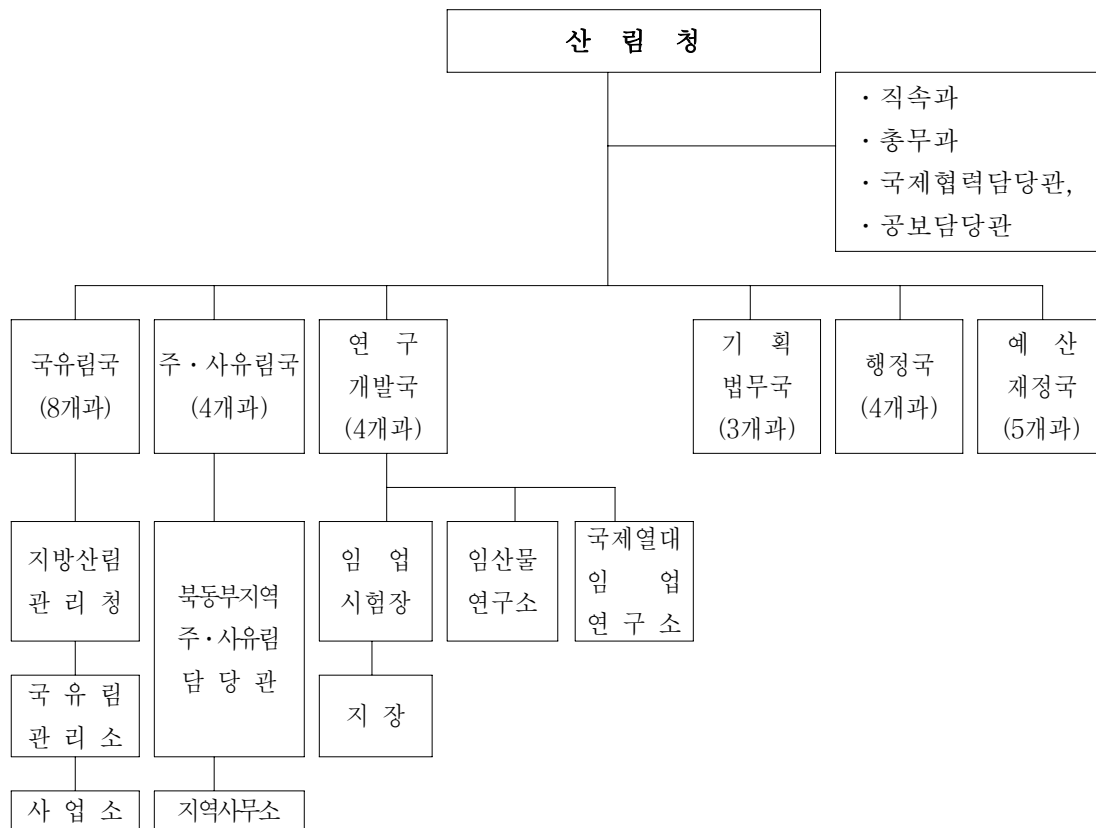 산 림 청
· 직속과
· 총무과
· 국제협력담당관,
· 공보담당관
국유림국
(8개과)
주 · 사유림국
(4개과)
연 구
개발국
(4개과)
기 획
법무국
(3개과)
행정국
(4개과)
예 산
재정국
(5개과)
지방산림
관 리 청
북동부지역
주 · 사유림
담 당 관
임 업
시험장
임산물
연구소
국제열대
임 업
연 구 소
국 유 림
관 리 소
지 장
사 업 소
지역사무소